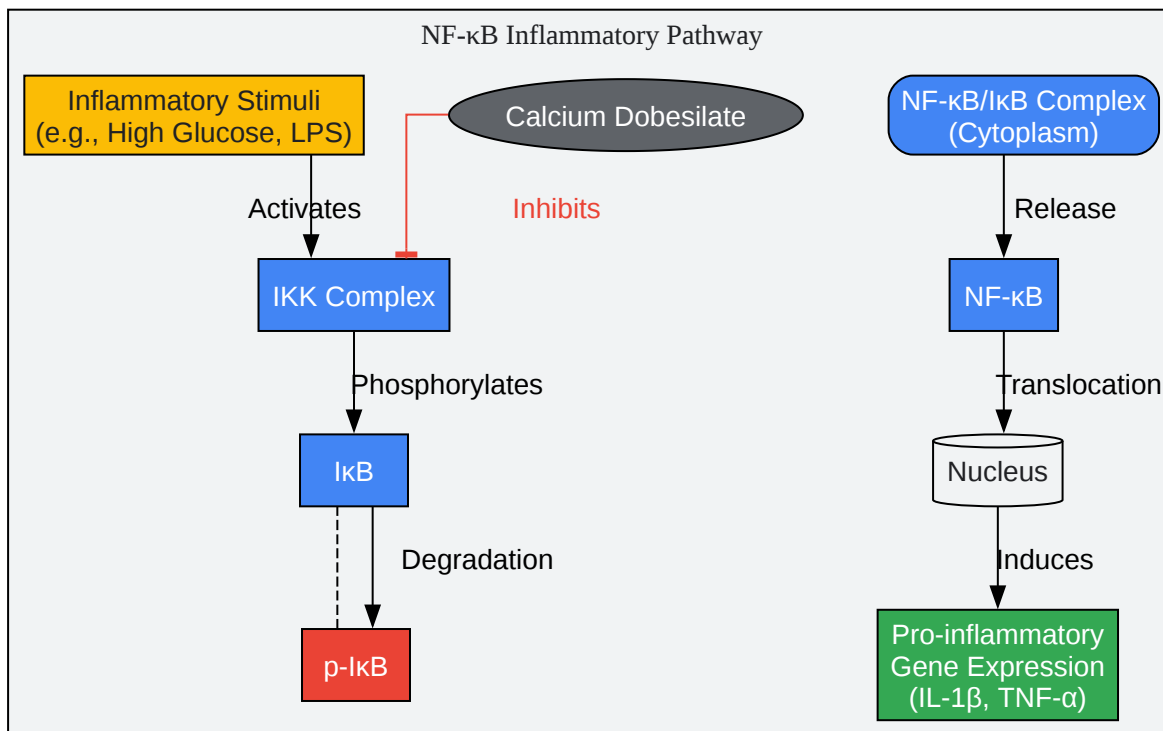 NF-κB Inflammatory Pathway
Inflammatory Stimuli
(e.g., High Glucose, LPS)
Calcium Dobesilate
NF-κB/IκB Complex
(Cytoplasm)
Activates
Inhibits
Release
IKK Complex
NF-κB
Phosphorylates
Translocation
IκB
Nucleus
Degradation
Induces
p-IκB
Pro-inflammatory
Gene Expression
(IL-1β, TNF-α)